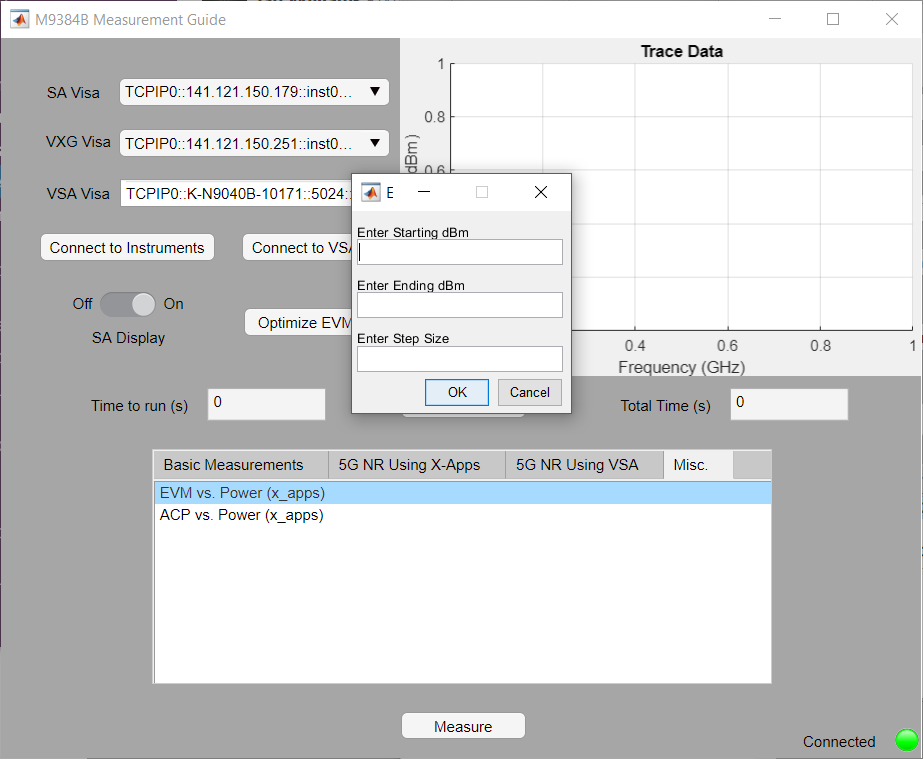 M9384B Measurement Guide
SA Visa
TCPIP0::141.121.150.179::inst0...
VXG Visa
TCPIP0::141.121.150.251::inst0...
VSA Visa
TCPIP0::K-N9040B-10171::5024::
Connect to Instruments
Connect to VSA
Off
On
SA Display
Optimize EVM
Trace Data
1
0.8
0.6
dBm)
0.4
0.6
0.8
1
Frequency (GHz)
E
Enter Starting dBm
Enter Ending dBm
Enter Step Size
OK
Cancel
Time to run (s)
0
Total Time (s)
0
Basic Measurements
5G NR Using X-Apps
5G NR Using VSA
Misc.
EVM vs. Power (x_apps)
ACP vs. Power (x_apps)
Measure
Connected